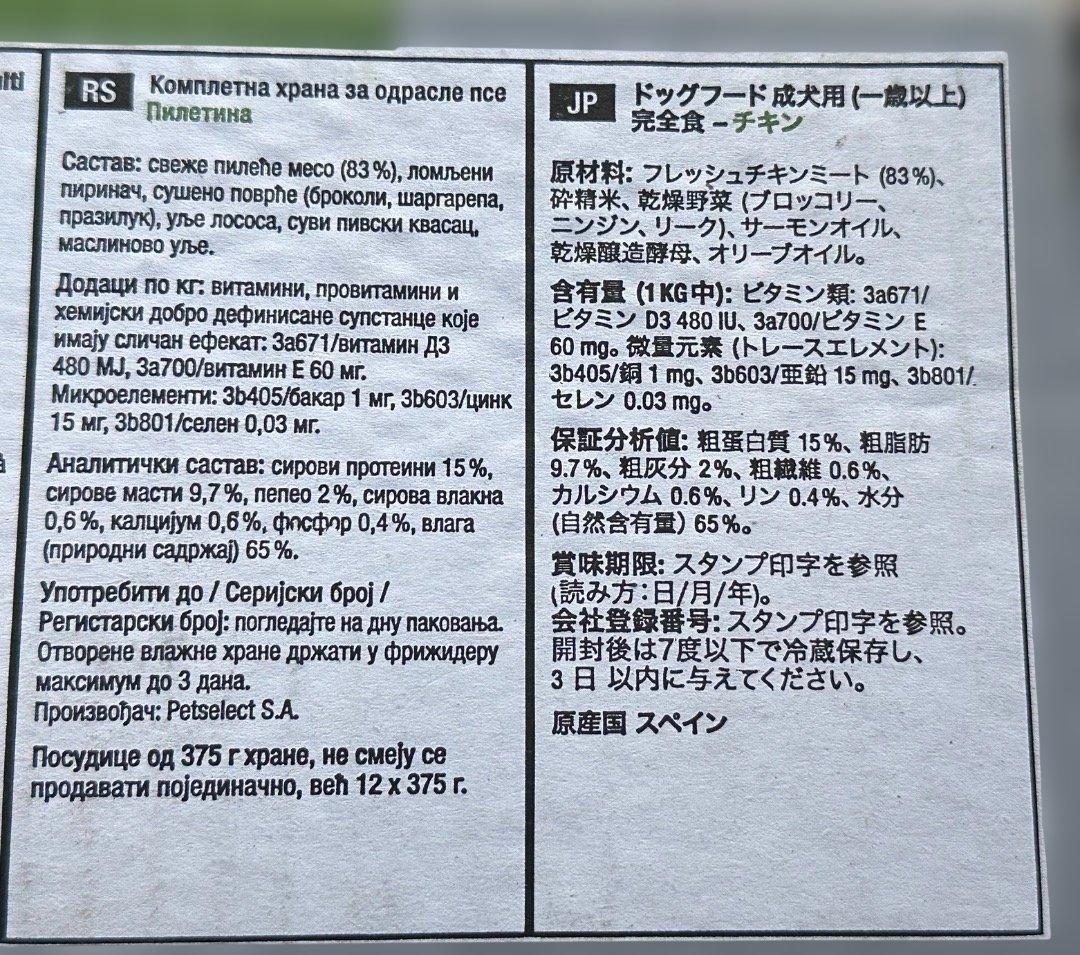 RS Комплетна храна за одрасле псе
Пилетина
Састав: свеже пилеће месо (83 %), ломљени
пиринач, сушено поврће (броколи, шаргарепа,
празилук), уље лососа, суви пивски квасац,
маслиново уље.
Додаци по кг: витамини, провитамини и
хемијски добро дефинисане супстанце које
имају сличан ефекат: 3а671/витамин Д3
480 MJ, 3а700/витамин Е 60 мг.
Микроелементи: 3b405/бакар 1 мг, 3b603/цинк
15 мг, 3b801/селен 0,03 мг.
Аналитички састав: сирови протеини 15 %,
сирове масти 9,7 %, пепео 2 %, сирова влакна
0,6 %, калцијум 0,6 %, фосфор 0,4 %, влага
(природни садржај) 65 %.
Употребити до / Серијски број /
Регистарски број: погледајте на дну паковања.
Отворене влажне хране држати у фрижидеру
максимум до 3 дана.
Произвођач: Petselect S.A.
Посудице од 375 г хране, не смеју се
продавати појединачно, већ 12 x 375 г.
JP ドッグフード 成犬用 (一歳以上)
完全食 – チキン
原材料: フレッシュチキンミート (83 %)、
砕精米、乾燥野菜 (ブロッコリー、
ニンジン、リーク)、サーモンオイル、
乾燥醸造酵母、オリーブオイル。
含有量 (1 KG中): ビタミン類: 3a671/
ビタミン D3 480 IU、3a700/ビタミン E
60 mg。微量元素 (トレースエレメント):
3b405/銅 1 mg、3b603/亜鉛 15 mg、3b801/
セレン 0.03 mg。
保証分析値: 粗蛋白質 15 %、粗脂肪
9.7 %、粗灰分 2 %、粗繊維 0.6 %、
カルシウム 0.6 %、リン 0.4 %、水分
(自然含有量) 65 %。
賞味期限: スタンプ印字を参照
(読み方：日/月/年)。
会社登録番号: スタンプ印字を参照。
開封後は7度以下で冷蔵保存し、
3 日 以内に与えてください。
原産国 スペイン